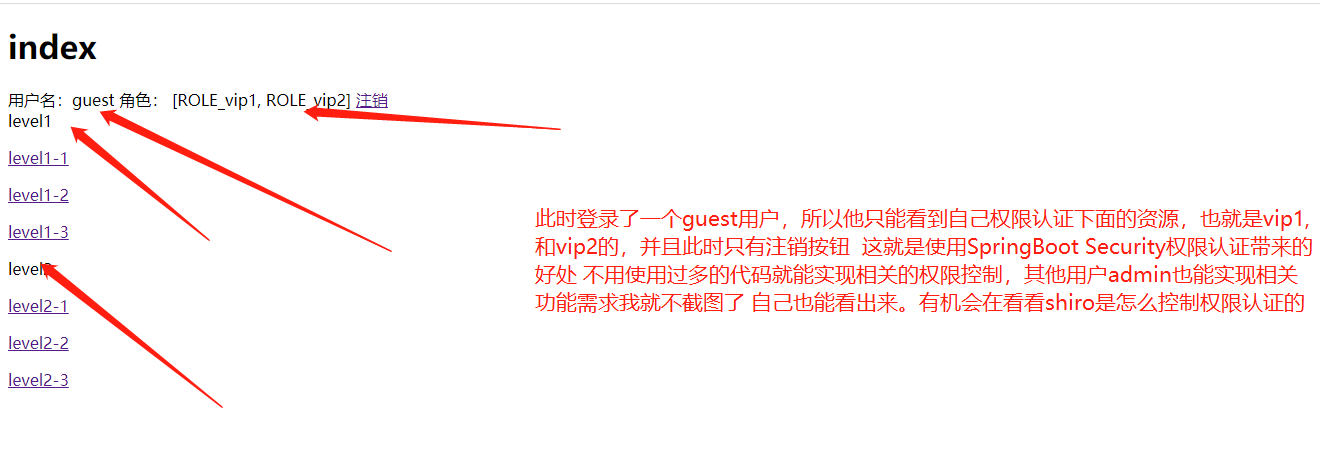 index
用户名：guest 角色： [ROLE_vip1, ROLE_vip2] 注销
level1
level1-1
level1-2
level1-3
level2
level2-1
level2-2
level2-3
此时登录了一个guest用户，所以他只能看到自己权限认证下面的资源，也就是vip1,
和vip2的，并且此时只有注销按钮 这就是使用SpringBoot Security权限认证带来的
好处 不用使用过多的代码就能实现相关的权限控制，其他用户admin也能实现相关
功能需求我就不截图了 自己也能看出来。有机会在看看shiro是怎么控制权限认证的